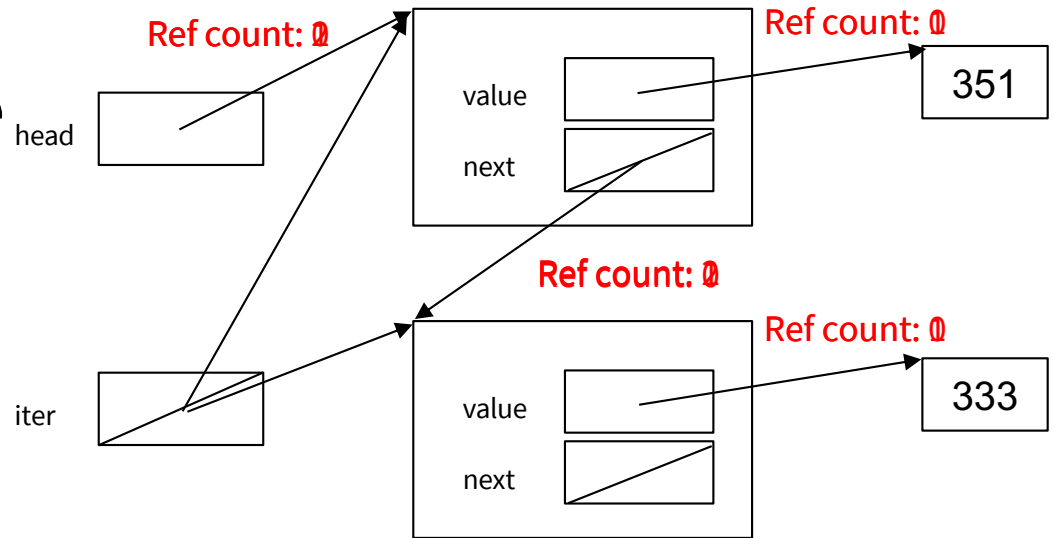 Ref count:
Ref count:
value
351
head
next
Ref count:
Ref count:
value
333
iter
next